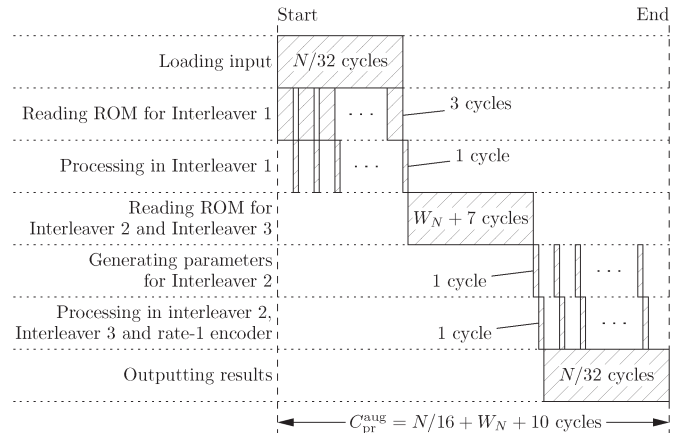 Start End
Loading input N/32 cycles
Reading ROM for Interleaver 1 ... 3 cycles
Processing in Interleaver 1 ... 1 cycle
Reading ROM for
Interleaver 2 and Interleaver 3
W_N + 7 cycles
Generating parameters
for Interleaver 2
1 cycle ...
Processing in interleaver 2,
Interleaver 3 and rate-1 encoder
1 cycle ...
Outputting results N/32 cycles
C_pr^aug = N/16 + W_N + 10 cycles